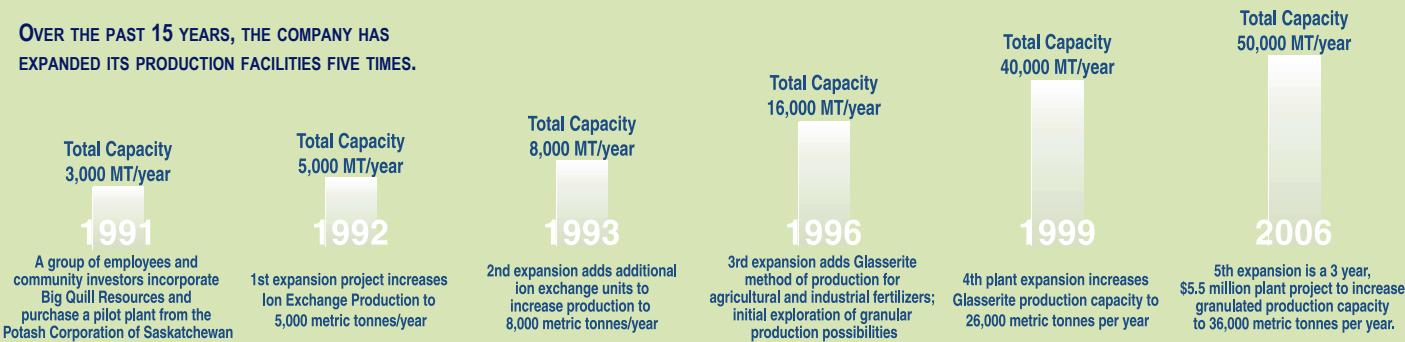 OVER THE PAST 15 YEARS, THE COMPANY HAS
EXPANDED ITS PRODUCTION FACILITIES FIVE TIMES.
Total Capacity
3,000 MT/year
1991
A group of employees and
community investors incorporate
Big Quill Resources and
purchase a pilot plant from the
Potash Corporation of Saskatchewan
Total Capacity
5,000 MT/year
1992
1st expansion project increases
Ion Exchange Production to
5,000 metric tonnes/year
Total Capacity
8,000 MT/year
1993
2nd expansion adds additional
ion exchange units to
increase production to
8,000 metric tonnes/year
Total Capacity
16,000 MT/year
1996
3rd expansion adds Glasserite
method of production for
agricultural and industrial fertilizers;
initial exploration of granular
production possibilities
Total Capacity
40,000 MT/year
1999
4th plant expansion increases
Glasserite production capacity to
26,000 metric tonnes per year
Total Capacity
50,000 MT/year
2006
5th expansion is a 3 year,
$5.5 million plant project to increase
granulated production capacity
to 36,000 metric tonnes per year.